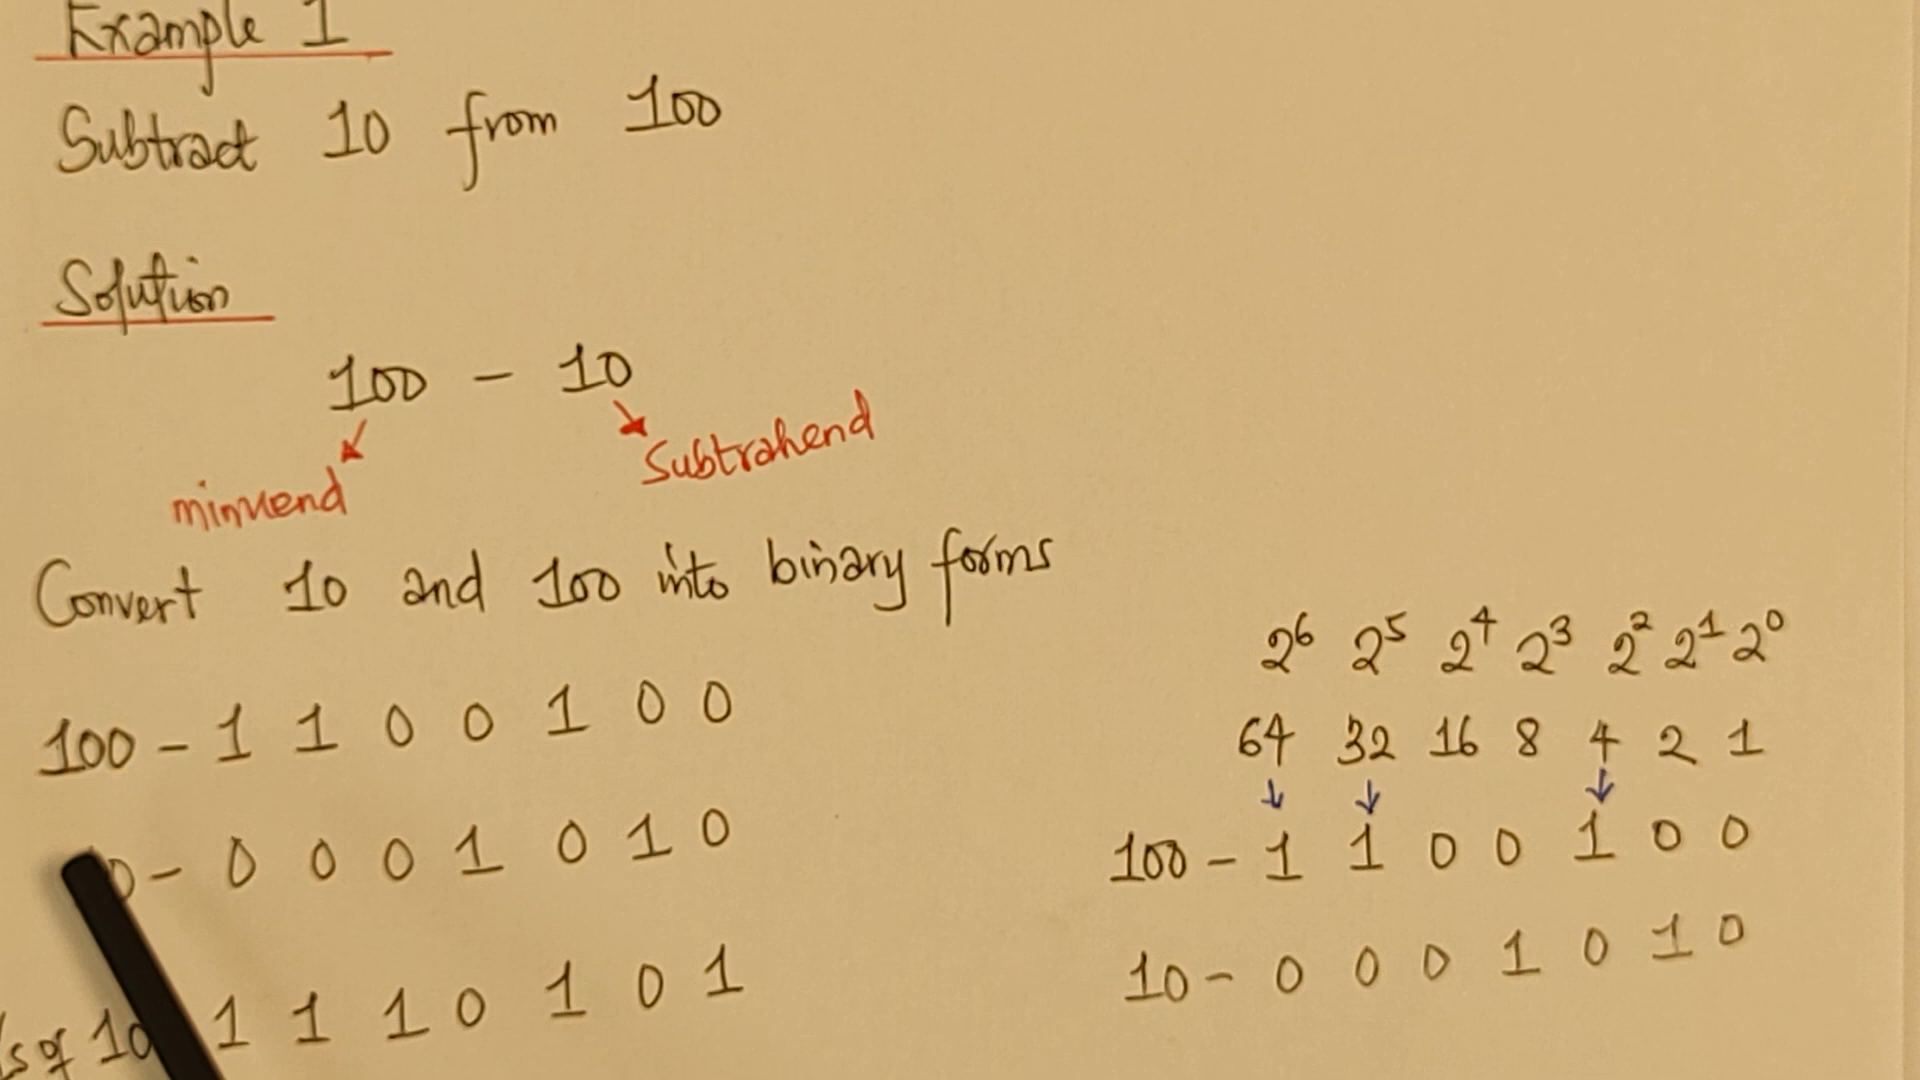 Example 1
Subtract 10 from 100
Solution
100 - 10
minuend
Subtrahend
Convert 10 and 100 into binary forms
2⁶ 2⁵ 2⁴ 2³ 2² 2¹ 2⁰
100 - 1 1 0 0 1 0 0
64 32 16 8 4 2 1
↓ ↓ ↓
0 - 0 0 0 1 0 1 0
100 - 1 1 0 0 1 0 0
10 - 0 0 0 1 0 1 0
of 10 1 1 1 0 1 0 1